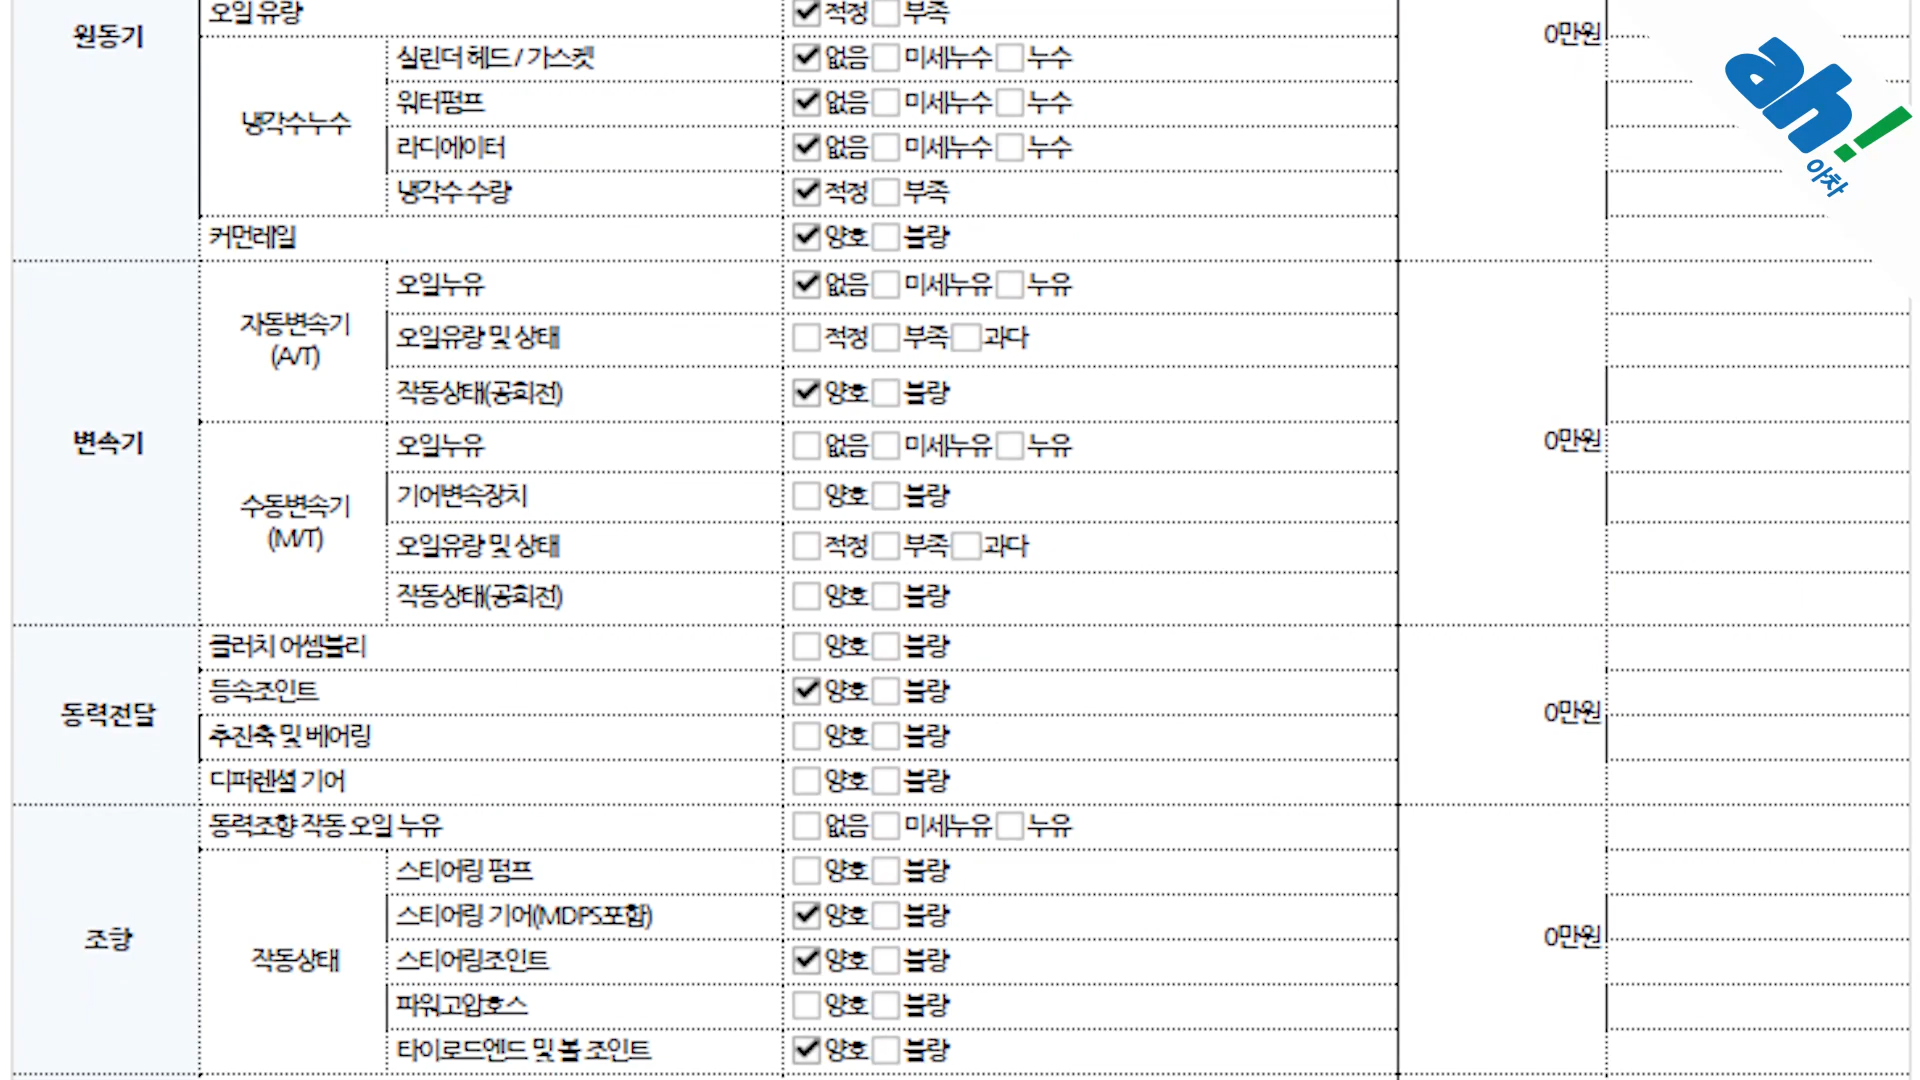 원동기
오일 유량 ✔적정 부족
0만원
냉각수누수
실린더 헤드 / 가스켓 ✔없음 미세누수 누수
워터펌프 ✔없음 미세누수 누수
라디에이터 ✔없음 미세누수 누수
냉각수 수량 ✔적정 부족
커먼레일 ✔양호 불량
변속기
자동변속기
(A/T)
오일누유 ✔없음 미세누유 누유
오일유량 및 상태 적정 부족 과다
작동상태(공회전) ✔양호 불량
0만원
수동변속기
(M/T)
오일누유 없음 미세누유 누유
기어변속장치 양호 불량
오일유량 및 상태 적정 부족 과다
작동상태(공회전) 양호 불량
동력전달
클러치 어셈블리 양호 불량
등속조인트 ✔양호 불량
추진축 및 베어링 양호 불량
디퍼렌셜 기어 양호 불량
0만원
조향
동력조향 작동 오일 누유 없음 미세누유 누유
작동상태
스티어링 펌프 양호 불량
스티어링 기어(MDPS포함) ✔양호 불량
스티어링조인트 ✔양호 불량
파워고압호스 양호 불량
타이로드엔드 및 볼 조인트 ✔양호 불량
0만원
ah!
아차